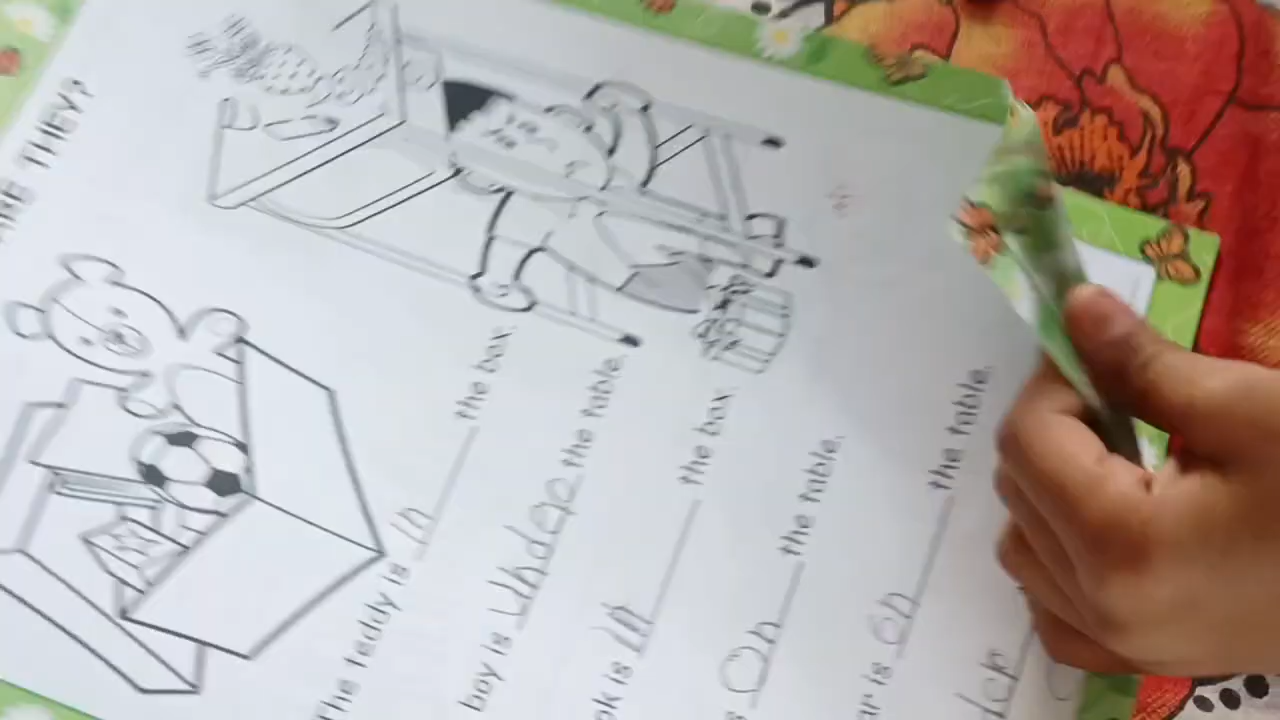 ARE THEY?
The teddy is in the box.
boy is under the table.
ok is in the box.
s On the table.
ar is on the table.